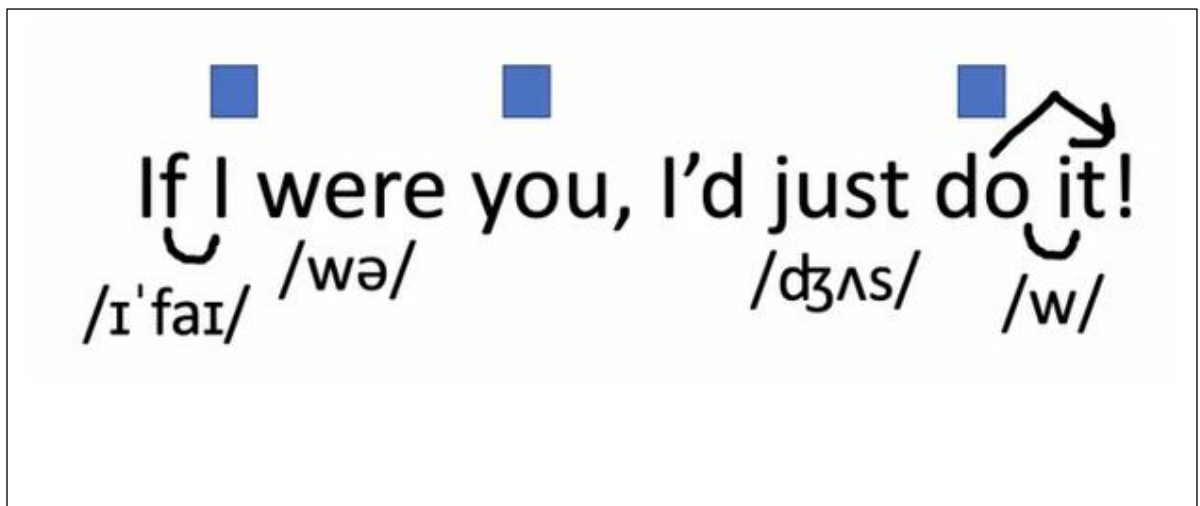 If I were you, I’d just do it!
/ɪˈfaɪ/ /wə/ /ʤʌs/ /w/